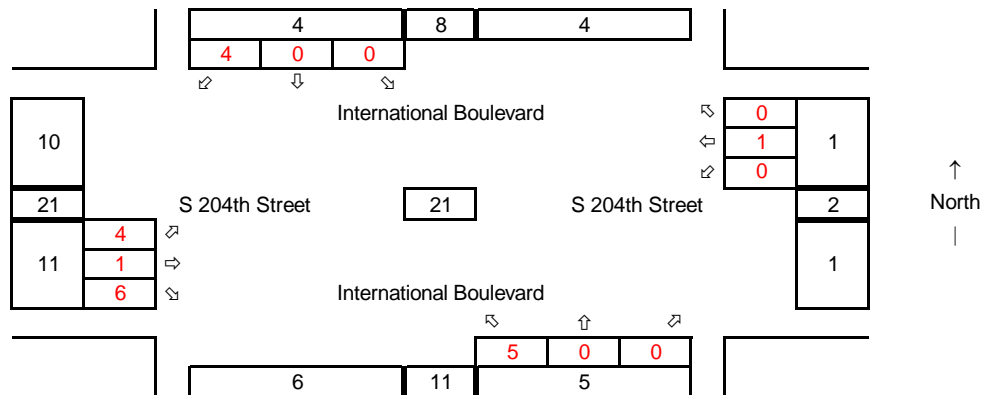 4 8 4
4 0 0
⬃ ⇩ ⬂
International Boulevard
⬁ 0
10 ⇦ 1 1
⬃ 0
↑
21 S 204th Street 21 S 204th Street 2 North
4 ⬀
|
11 1 ⇨ 1
6 ⬂
International Boulevard
⬁ ⇧ ⬀
5 0 0
6 11 5